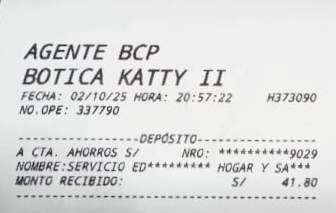 AGENTE BCP
BOTICA KATTY II
FECHA: 02/10/25 HORA: 20:57:22 H373090
NO.OPE: 337790
DEPÓSITO
A CTA. AHORROS S/ NRO: **********9029
NOMBRE:SERVICIO ED********* HOGAR Y SA***
MONTO RECIBIDO: S/ 41.80